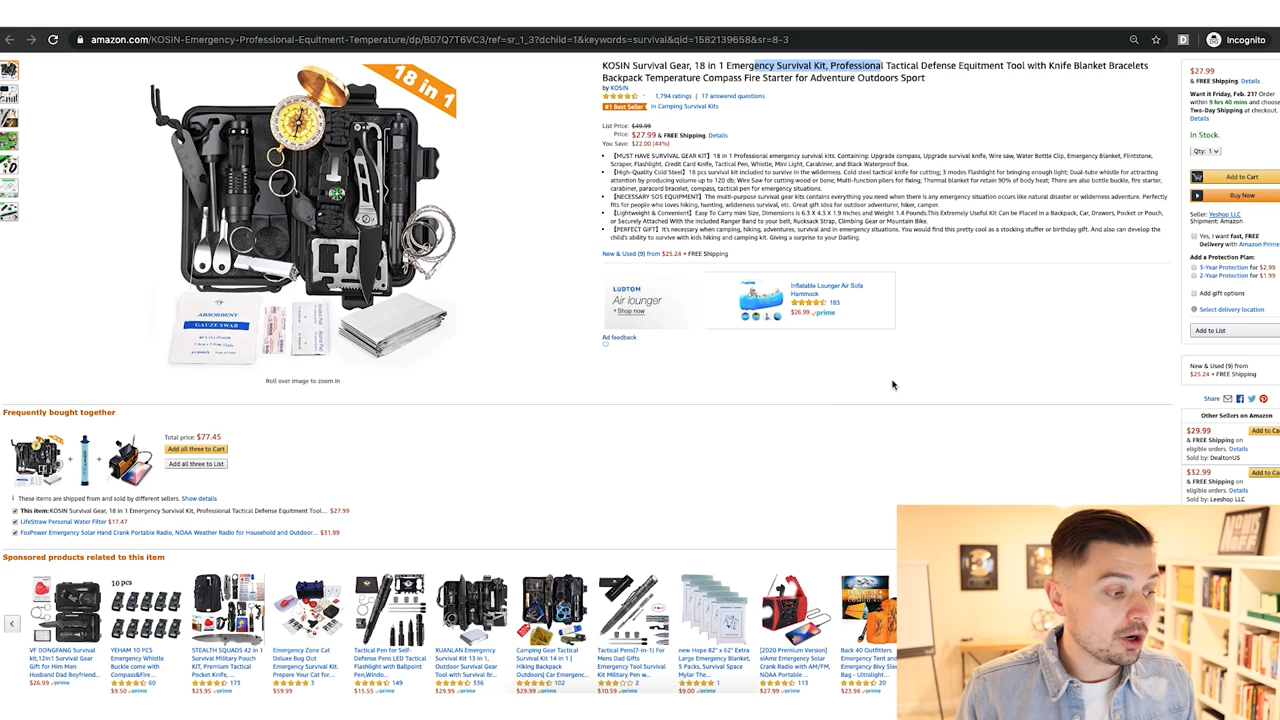 amazon.com/KOSIN-Emergency-Professional-Equitment-Temperature/dp/B07Q7T6VC3/ref=sr_1_3?dchild=1&keywords=survival&qid=1582139658&sr=8-3
Incognito
18 in 1
ABSORBENT
GAUZE SWAB
Roll over image to zoom in
KOSIN Survival Gear, 18 in 1 Emergency Survival Kit, Professional Tactical Defense Equitment Tool with Knife Blanket Bracelets
Backpack Temperature Compass Fire Starter for Adventure Outdoors Sport
by KOSIN
1,794 ratings | 17 answered questions
#1 Best Seller in Camping Survival Kits
List Price: $49.99
Price: $27.99 & FREE Shipping. Details
You Save: $22.00 (44%)
• 【MUST HAVE SURVIVAL GEAR KIT】18 in 1 Professional emergency survival kits. Containing: Upgrade compass, Upgrade survival knife, Wire saw, Water Bottle Clip, Emergency Blanket, Flintstone,
Scraper, Flashlight, Credit Card Knife, Tactical Pen, Whistle, Mini Light, Carabiner, and Black Waterproof Box.
• 【High-Quality Cold Steel】18 pcs survival kit included to survive in the wilderness. Cold steel tactical knife for cutting; 3 modes Flashlight for bringing enough light; Dual-tube whistle for attracting
attention by producing volume up to 120 db; Wire Saw for cutting wood or bone; Multi-function pliers for fixing; Thermal blanket for retain 90% of body heat; There are also bottle buckle, fire starter,
carabiner, paracord bracelet, compass, tactical pen for emergency situations.
• 【NECESSARY SOS EQUIPMENT】The multi-purpose survival gear kits contains everything you need when there is any emergency situation occurs like natural disaster or wilderness adventure. Perfectly
fits for people who loves hiking, hunting, wilderness survival, etc. Great gift idea for outdoor adventurer, hiker, camper.
• 【Lightweight & Convenient】Easy To Carry mini Size, Dimensions is 6.3 X 4.3 X 1.9 Inches and Weight 1.4 Pounds.This Extremely Useful Kit Can be Placed in a Backpack, Car, Drawers, Pocket or Pouch,
or Securely Attached With the included Ranger Band to your belt, Rucksack Strap, Climbing Gear or Mountain Bike.
• 【PERFECT GIFT】It's necessary when camping, hiking, adventures, survival and in emergency situations. You would find this pretty cool as a stocking stuffer or birthday gift. And also can develop the
child's ability to survive with kids hiking and camping kit. Giving a surprise to your Darling.
New & Used (9) from $25.24 + FREE Shipping
LUDTOM
Air lounger
Shop now
Inflatable Lounger Air Sofa
Hammock
183
$26.99 prime
Ad feedback
$27.99
& FREE Shipping. Details
Want it Friday, Feb. 21? Order
within 9 hrs 40 mins and choose
Two-Day Shipping at checkout.
Details
In Stock.
Qty: 1
Add to Cart
Buy Now
Seller: Yeshop LLC
Shipment: Amazon
Yes, I want fast, FREE
Delivery with Amazon Prime
Add a Protection Plan:
3-Year Protection for $2.99
2-Year Protection for $1.99
Add gift options
Select delivery location
Add to List
New & Used (9) from
$25.24 + FREE Shipping
Share
Other Sellers on Amazon
$29.99
Add to Ca
& FREE Shipping on
eligible orders. Details
Sold by: DealtonUS
$32.99
Add to Ca
& FREE Shipping on
eligible orders. Details
Sold by: Leeshop LLC
Frequently bought together
Total price: $77.45
Add all three to Cart
Add all three to List
These items are shipped from and sold by different sellers. Show details
This item: KOSIN Survival Gear, 18 in 1 Emergency Survival Kit, Professional Tactical Defense Equitment Tool… $27.99
LifeStraw Personal Water Filter $17.47
FosPower Emergency Solar Hand Crank Portable Radio, NOAA Weather Radio for Household and Outdoor… $31.99
Sponsored products related to this item
10 pcs
VF DONGFANG Survival
kit,12in1 Survival Gear
Gift for Him Men
Husband Dad Boyfriend...
$26.99 prime
YEHAM 10 PCS
Emergency Whistle
Buckle come with
Compass&Fire...
60
$9.50 prime
STEALTH SQUADS 42 in
1 Survival Military Pouch
KIT, Premium Tactical
Pocket Knife, ...
173
$23.95 prime
Emergency Zone Cat
Deluxe Bug Out
Emergency Survival Kit.
Prepare Your Cat for...
3
$59.99
Tactical Pen for Self-
Defense Pens LED Tactical
Flashlight with Ballpoint
Pen,Windo...
149
$15.55 prime
XUANLAN Emergency
Survival Kit 13 in 1,
Outdoor Survival Gear
Tool with Survival Br...
336
$29.99 prime
Camping Gear Tactical
Survival Kit 14 in 1 |
Hiking Backpack
Outdoors| Car Emergenc...
102
$29.99 prime
Tactical Pens(7-in-1) For
Mens Dad Gifts
Emergency Tool Survival
Kit Military Pen w...
2
$10.59 prime
new Hope 82" x 62" Extra
Large Emergency Blanket,
5 Packs, Survival Space
Mylar The...
1
$9.00 prime
[2020 Premium Version]
eiAmz Emergency Solar
Crank Radio with AM/FM,
NOAA Portable ...
113
$27.99 prime
Back 40 Outfitters
Emergency Tent and
Emergency Bivy Slee
Bag - Ultralight...
20
$23.98 prime